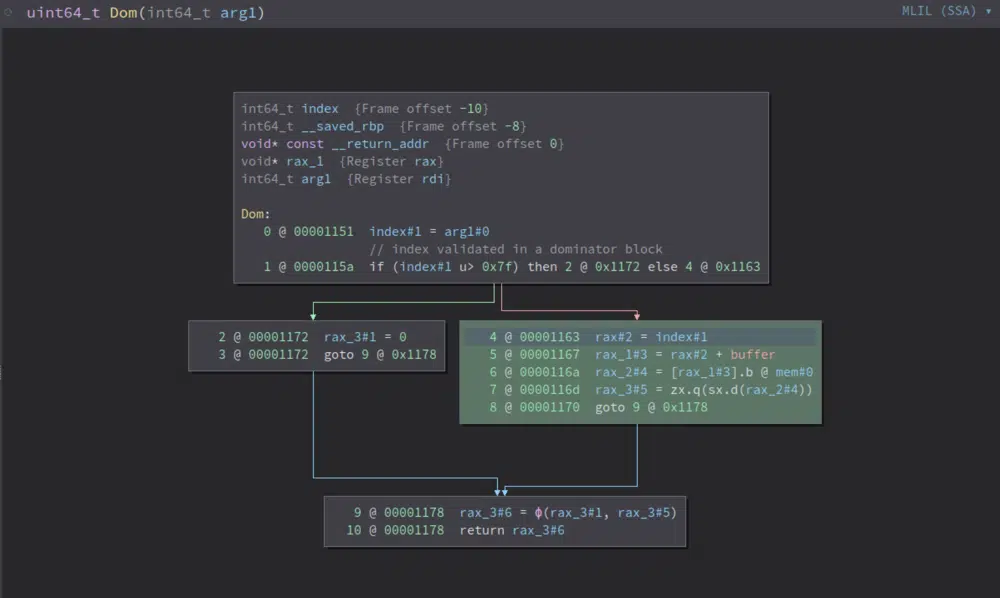 uint64_t Dom(int64_t arg1)
MLIL (SSA) ▾
int64_t index {Frame offset -10}
int64_t __saved_rbp {Frame offset -8}
void* const __return_addr {Frame offset 0}
void* rax_1 {Register rax}
int64_t arg1 {Register rdi}
Dom:
0 @ 00001151 index#1 = arg1#0
// index validated in a dominator block
1 @ 0000115a if (index#1 u> 0x7f) then 2 @ 0x1172 else 4 @ 0x1163
2 @ 00001172 rax_3#1 = 0
3 @ 00001172 goto 9 @ 0x1178
4 @ 00001163 rax#2 = index#1
5 @ 00001167 rax_1#3 = rax#2 + buffer
6 @ 0000116a rax_2#4 = [rax_1#3].b @ mem#0
7 @ 0000116d rax_3#5 = zx.q(sx.d(rax_2#4))
8 @ 00001170 goto 9 @ 0x1178
9 @ 00001178 rax_3#6 = ϕ(rax_3#1, rax_3#5)
10 @ 00001178 return rax_3#6